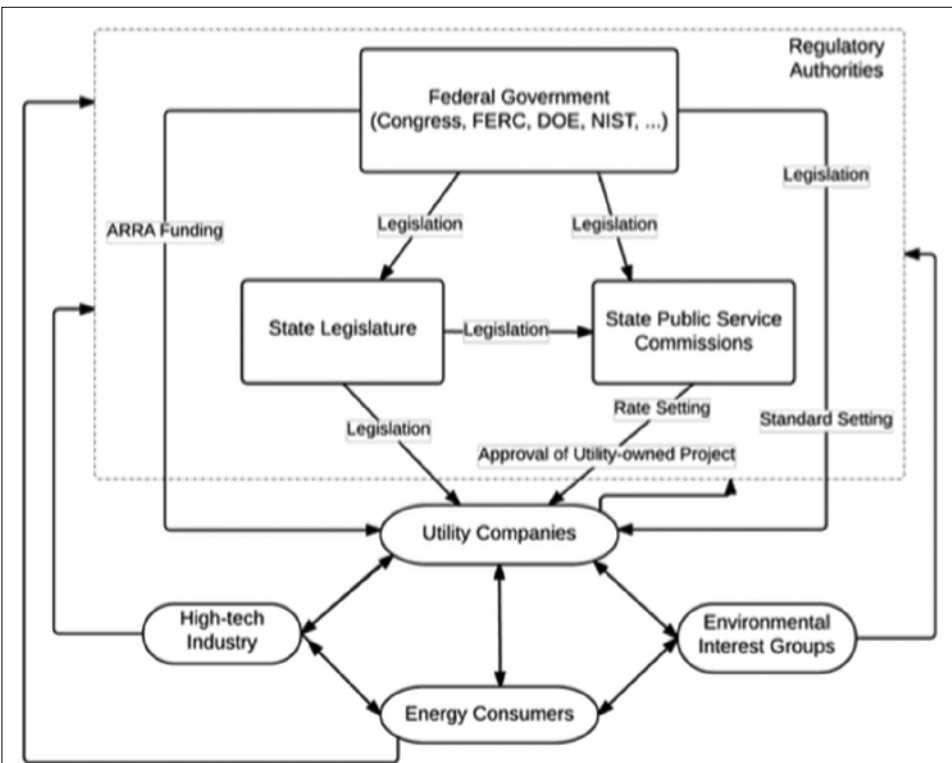 Regulatory
Authorities
Federal Government
(Congress, FERC, DOE, NIST, ...)
Legislation
ARRA Funding
Legislation
Legislation
State Legislature
Legislation
State Public Service
Commissions
Rate Setting
Legislation
Standard Setting
Approval of Utility-owned Project
Utility Companies
High-tech
Industry
Environmental
Interest Groups
Energy Consumers